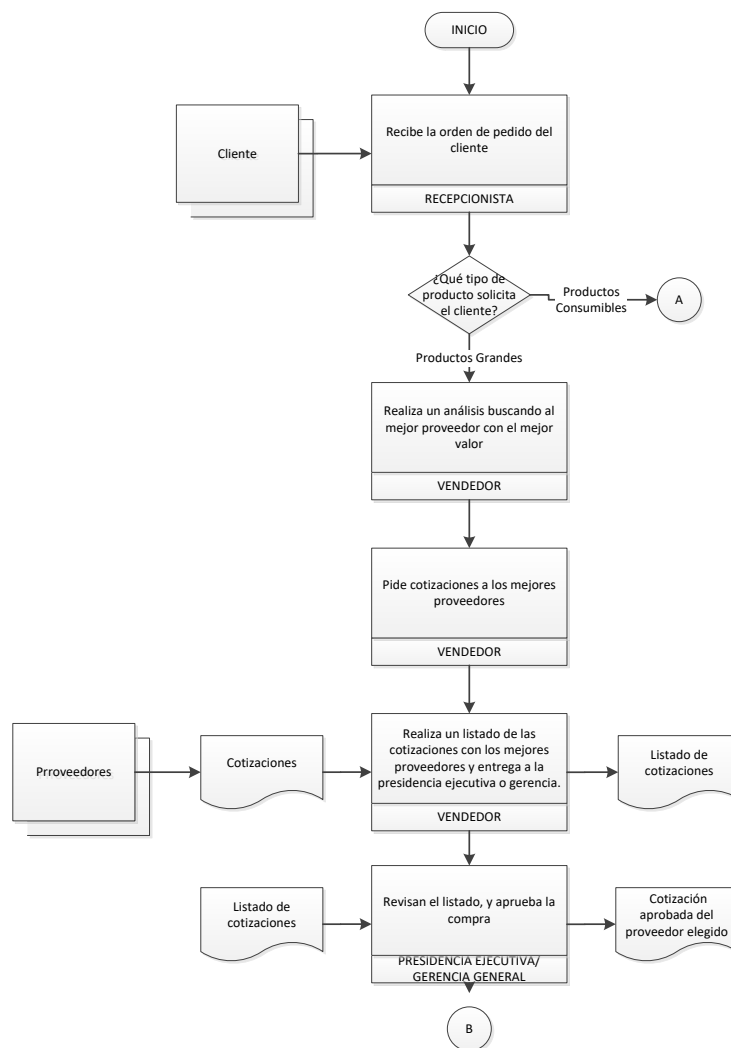 INICIO
Recibe la orden de pedido del
cliente
Cliente
RECEPCIONISTA
¿Qué tipo de
producto solicita
el cliente?
Productos
Consumibles
A
Productos Grandes
Realiza un análisis buscando al
mejor proveedor con el mejor
valor
VENDEDOR
Pide cotizaciones a los mejores
proveedores
VENDEDOR
Prroveedores
Cotizaciones
Realiza un listado de las
cotizaciones con los mejores
proveedores y entrega a la
presidencia ejecutiva o gerencia.
VENDEDOR
Listado de
cotizaciones
Listado de
cotizaciones
Revisan el listado, y aprueba la
compra
PRESIDENCIA EJECUTIVA/
GERENCIA GENERAL
Cotización
aprobada del
proveedor elegido
B